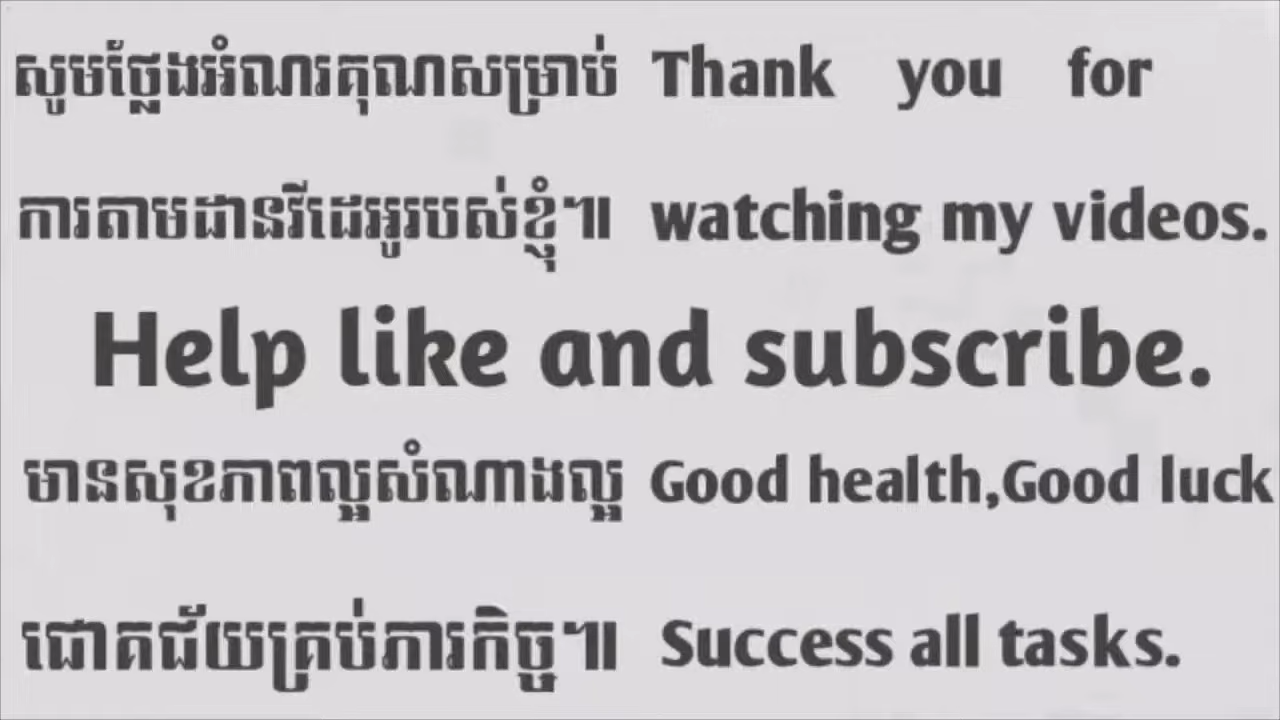 សូមថ្លែងអំណរគុណសម្រាប់ Thank you for
ការតាមដានវីដេអូរបស់ខ្ញុំ៕ watching my videos.
Help like and subscribe.
មានសុខភាពល្អសំណាងល្អ Good health,Good luck
ជោគជ័យគ្រប់ភារកិច្ច៕ Success all tasks.